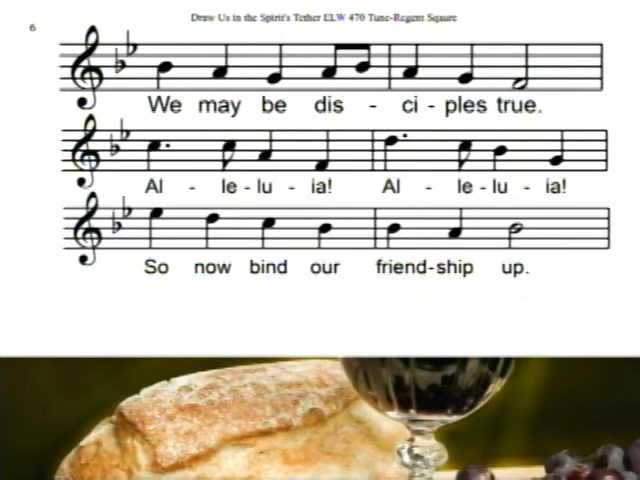 Draw Us in the Spirit's Tether ELW 470 Tune-Regent Sqaure
6
We may be dis - ci - ples true.
Al - le - lu - ia! Al - le - lu - ia!
So now bind our friend-ship up.